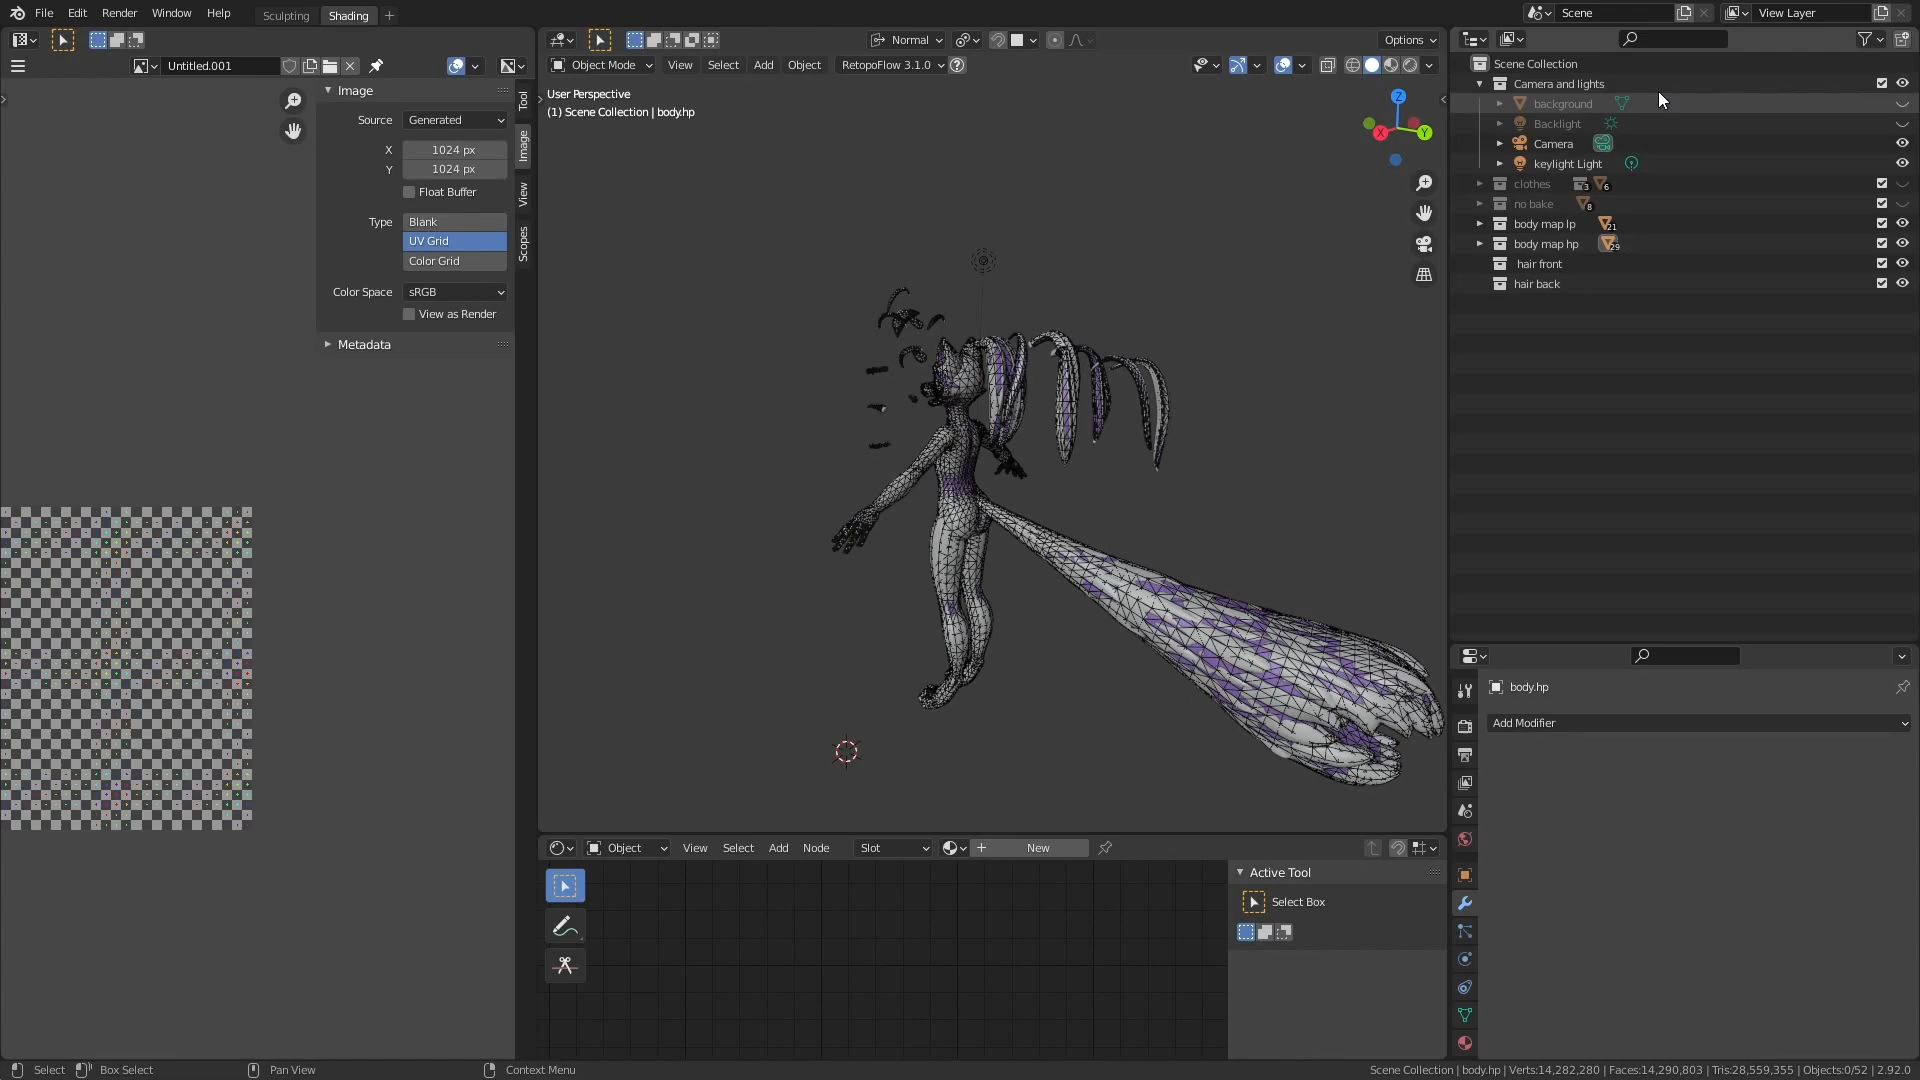 File Edit Render Window Help Sculpting Shading + Scene View Layer
Untitled.001
Image
Source Generated
X 1024 px
Y 1024 px
Float Buffer
Type Blank
UV Grid
Color Grid
Color Space sRGB
View as Render
Metadata
Tool
Image
View
Scopes
Normal Options
Object Mode View Select Add Object RetopoFlow 3.1.0
User Perspective
(1) Scene Collection | body.hp
Z
X
Y
Scene Collection
Camera and lights
background
Backlight
Camera
keylight Light
clothes 3 6
no bake 8
body map lp 21
body map hp 29
hair front
hair back
body.hp
Add Modifier
Object View Select Add Node Slot New
Active Tool
Select Box
Select Box Select Pan View Context Menu Scene Collection | body.hp | Verts:14,282,280 | Faces:14,290,803 | Tris:28,559,355 | Objects:0/52 | 2.92.0